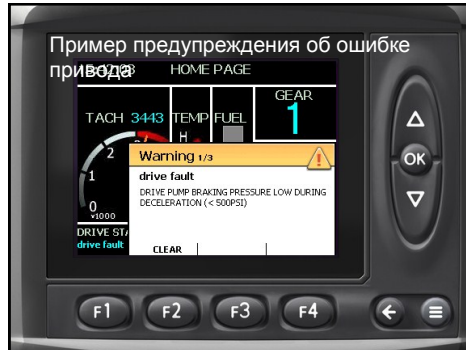 Пример предупреждения об ошибке
привода
HOME PAGE
GEAR
TACH 3443 TEMP FUEL
1
H
2
Warning 1/3
drive fault
1
DRIVE PUMP BRAKING PRESSURE LOW DURING
DECELERATION (< 500PSI)
0
x1000
DRIVE
drive fault
CLEAR
F1 F2 F3 F4
OK